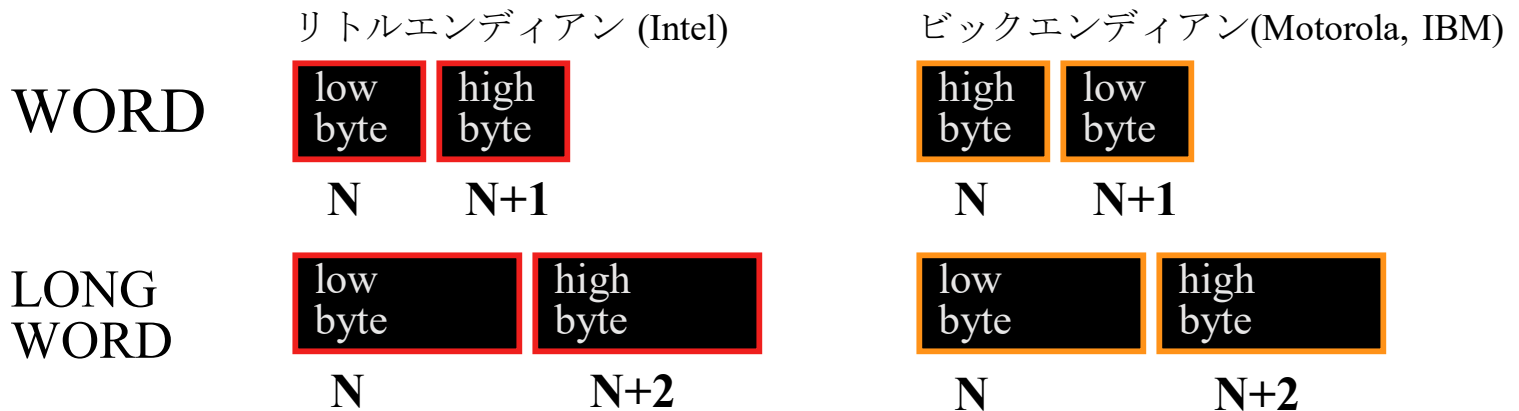 リトルエンディアン (Intel)
ビックエンディアン(Motorola, IBM)
WORD
low
byte
high
byte
high
byte
low
byte
N
N+1
N
N+1
LONG
WORD
low
byte
high
byte
low
byte
high
byte
N
N+2
N
N+2